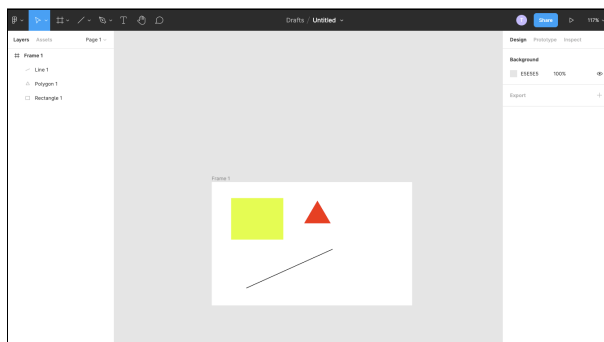 Drafts / Untitled
T
Share
117%
Layers Assets Page 1
Frame 1
Line 1
Polygon 1
Rectangle 1
Frame 1
Design Prototype Inspect
Background
E5E5E5 100%
Export